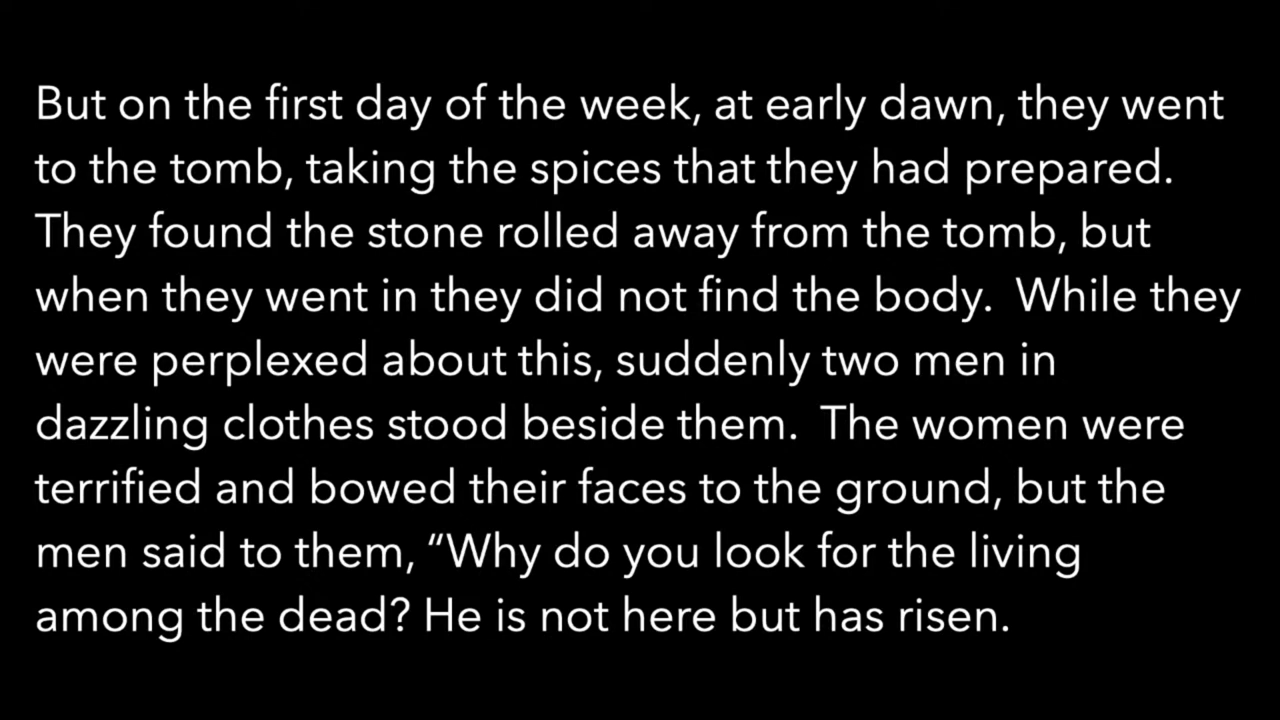 But on the first day of the week, at early dawn, they went
to the tomb, taking the spices that they had prepared.
They found the stone rolled away from the tomb, but
when they went in they did not find the body.  While they
were perplexed about this, suddenly two men in
dazzling clothes stood beside them.  The women were
terrified and bowed their faces to the ground, but the
men said to them, “Why do you look for the living
among the dead? He is not here but has risen.